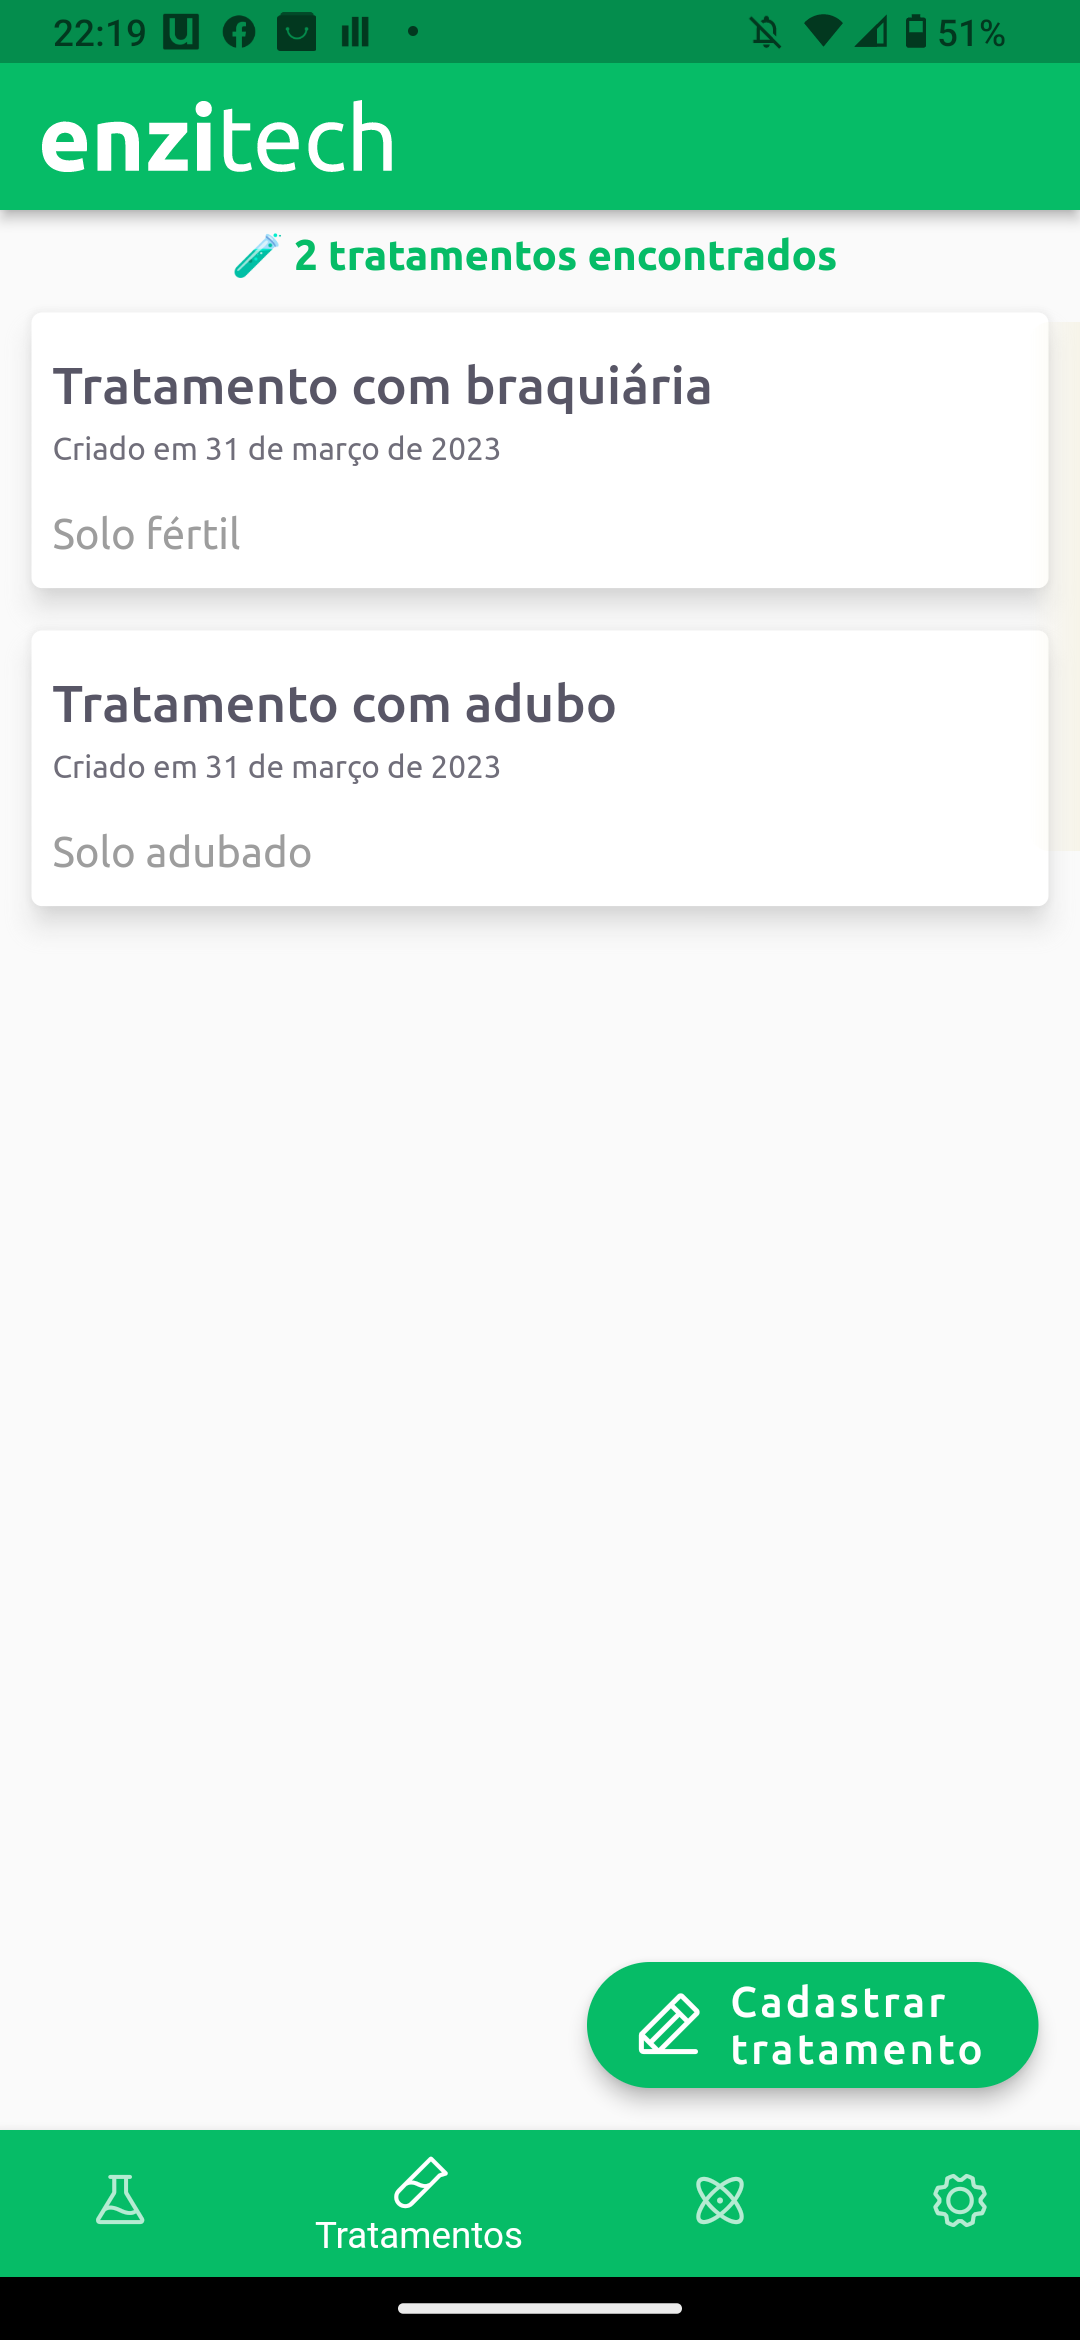 22:19
51%
enzitech
2 tratamentos encontrados
Tratamento com braquiária
Criado em 31 de março de 2023
Solo fértil
Tratamento com adubo
Criado em 31 de março de 2023
Solo adubado
Cadastrar
tratamento
Tratamentos